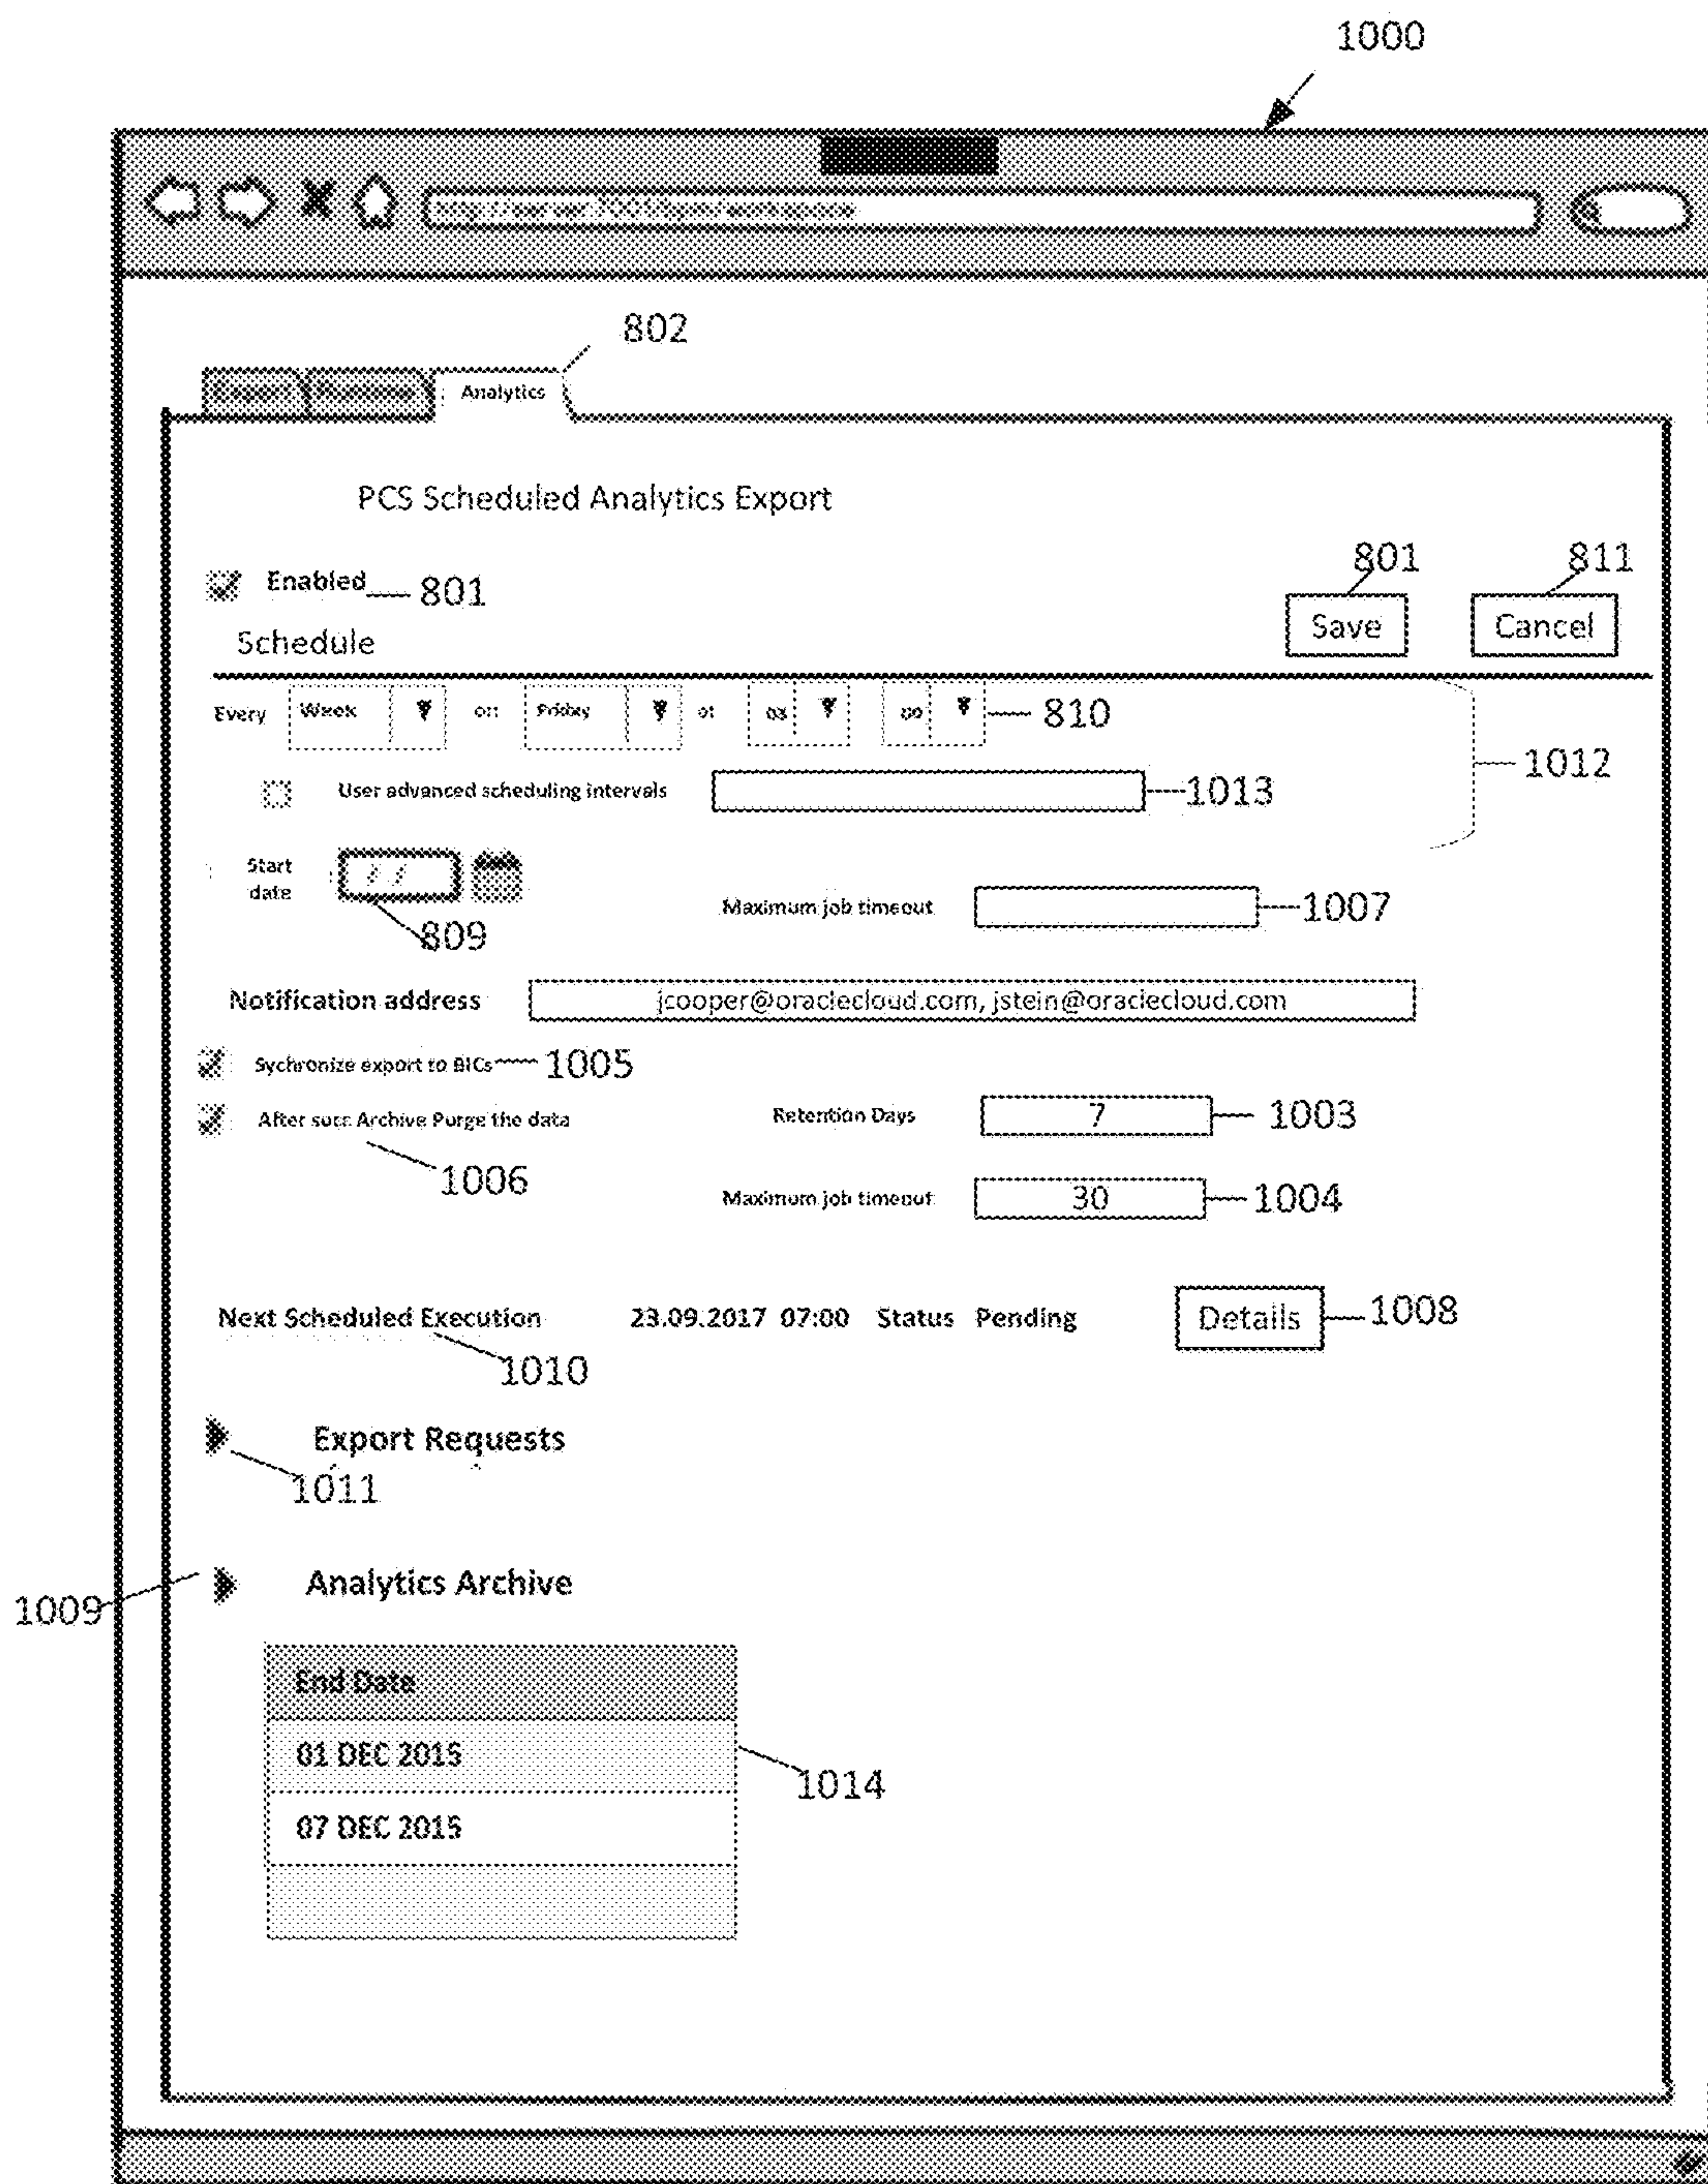 1000
802
Analytics
PCS Scheduled Analytics Export
801 811
Enabled 801 Save Cancel
Schedule
Every Week on Friday 810
1012
User advanced scheduling intervals 1013
Start date / /
809
Maximum job timeout 1007
Notification address jcooper@oraclecloud.com, jstein@oraclecloud.com
Sychronize export to BICs 1005
After succ Archive Purge the data Retention Days 7 1003
1006
Maximum job timeout 30 1004
Next Scheduled Execution 23.09.2017 07:00 Status Pending Details 1008
1010
Export Requests
1011
Analytics Archive
1009
End Date
01 DEC 2015
1014
07 DEC 2015